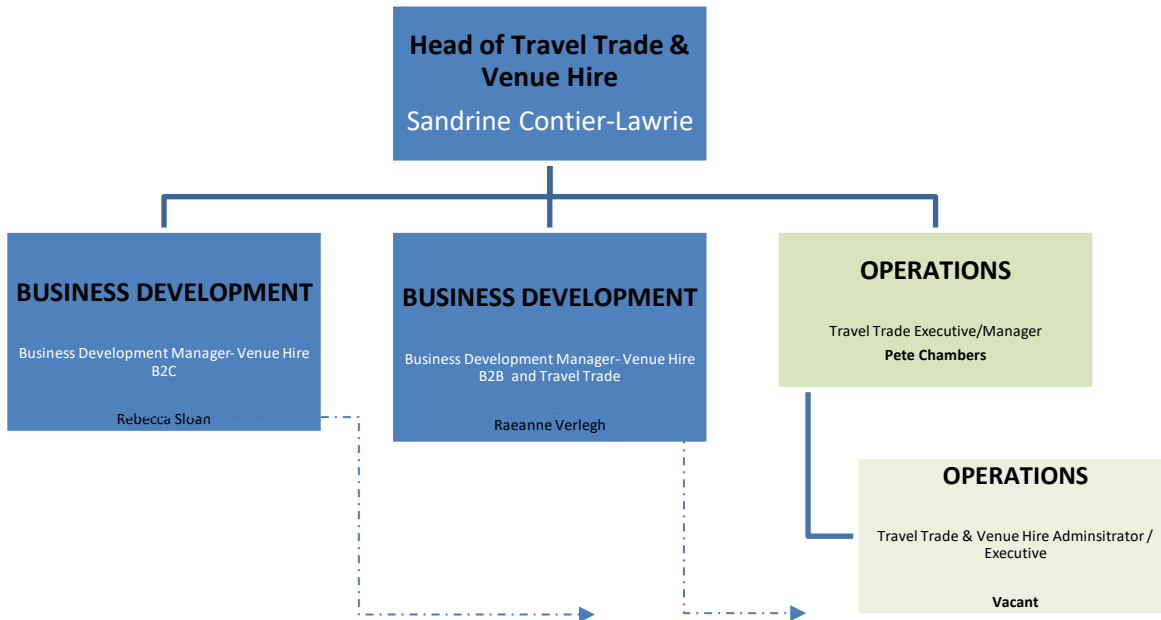 Head of Travel Trade &
Venue Hire
Sandrine Contier-Lawrie
BUSINESS DEVELOPMENT
Business Development Manager- Venue Hire
B2C
Rebecca Sloan
BUSINESS DEVELOPMENT
Business Development Manager- Venue Hire
B2B and Travel Trade
Raeanne Verlegh
OPERATIONS
Travel Trade Executive/Manager
Pete Chambers
OPERATIONS
Travel Trade & Venue Hire Adminsitrator /
Executive
Vacant